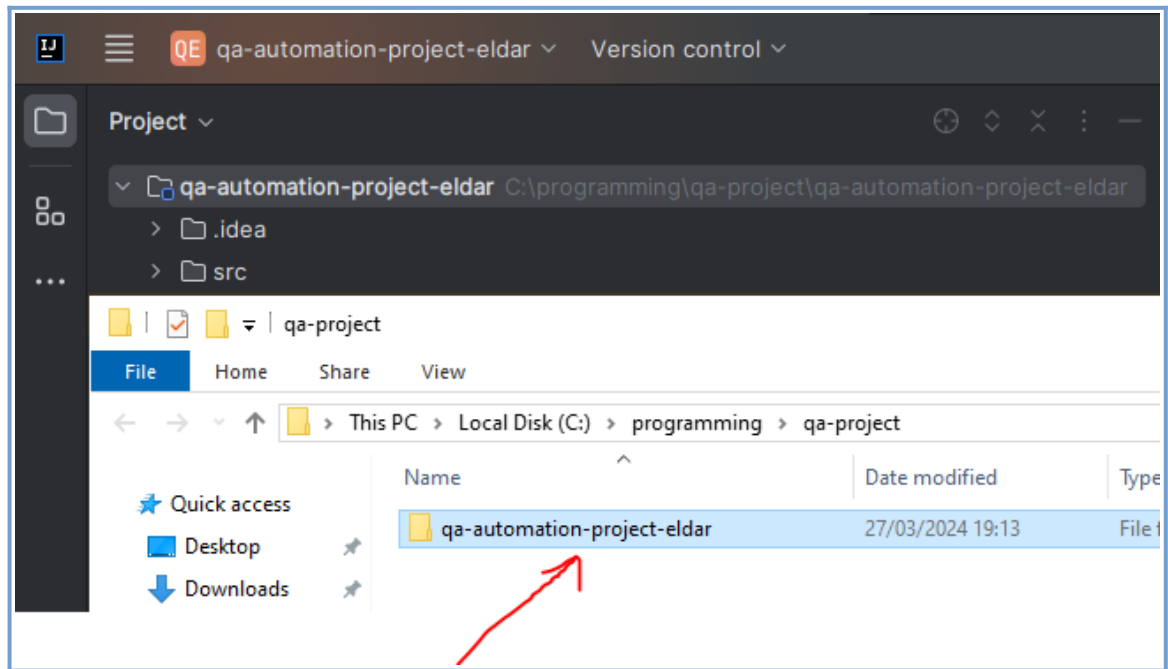 IJ QE qa-automation-project-eldar Version control
Project
qa-automation-project-eldar C:\programming\qa-project\qa-automation-project-eldar
.idea
src
qa-project
File Home Share View
This PC > Local Disk (C:) > programming > qa-project
Name Date modified Type
Quick access
qa-automation-project-eldar 27/03/2024 19:13 File
Desktop
Downloads